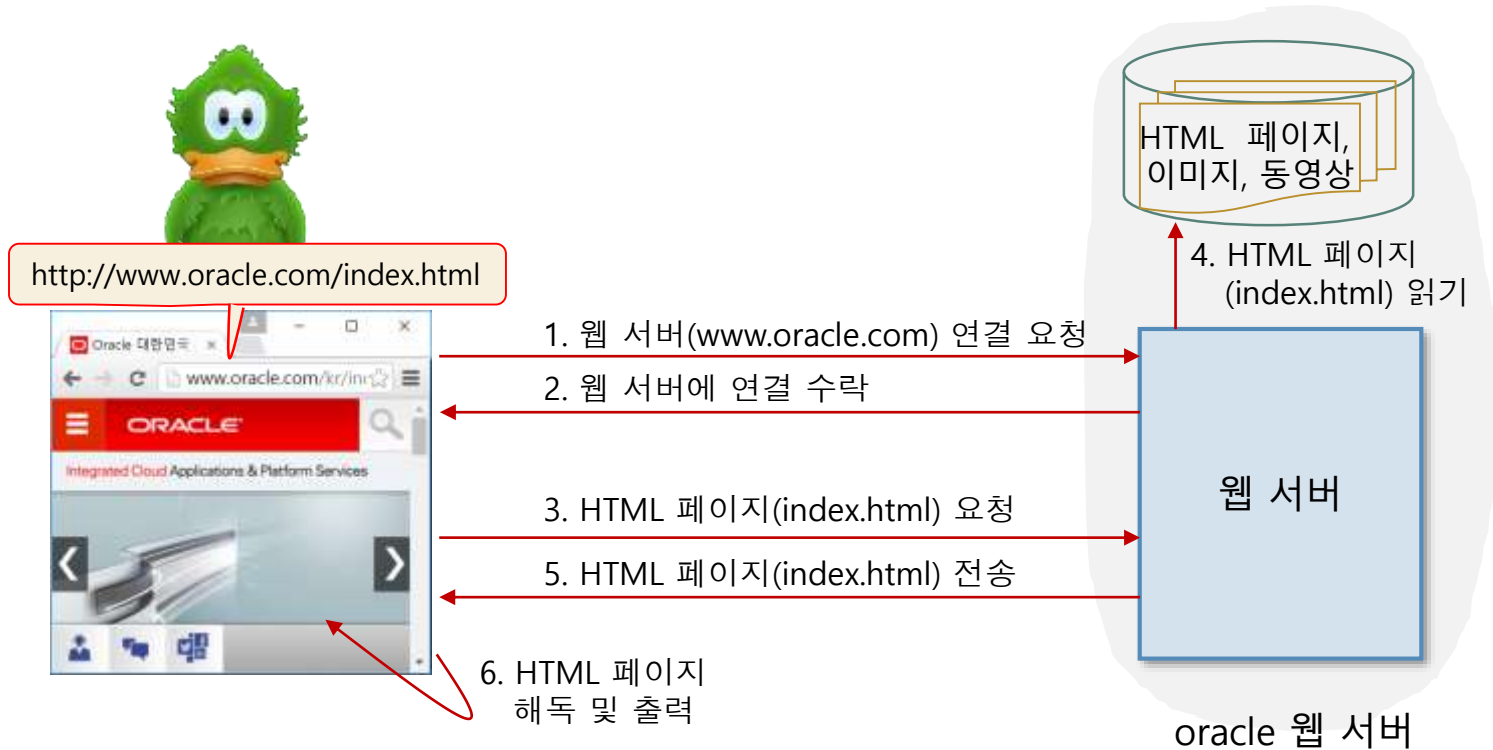 HTML 페이지,
이미지, 동영상
4. HTML 페이지
(index.html) 읽기
http://www.oracle.com/index.html
Oracle 대한민국
www.oracle.com/kr/in
ORACLE
Integrated Cloud Applications & Platform Services
1. 웹 서버(www.oracle.com) 연결 요청
2. 웹 서버에 연결 수락
3. HTML 페이지(index.html) 요청
5. HTML 페이지(index.html) 전송
6. HTML 페이지
해독 및 출력
웹 서버
oracle 웹 서버